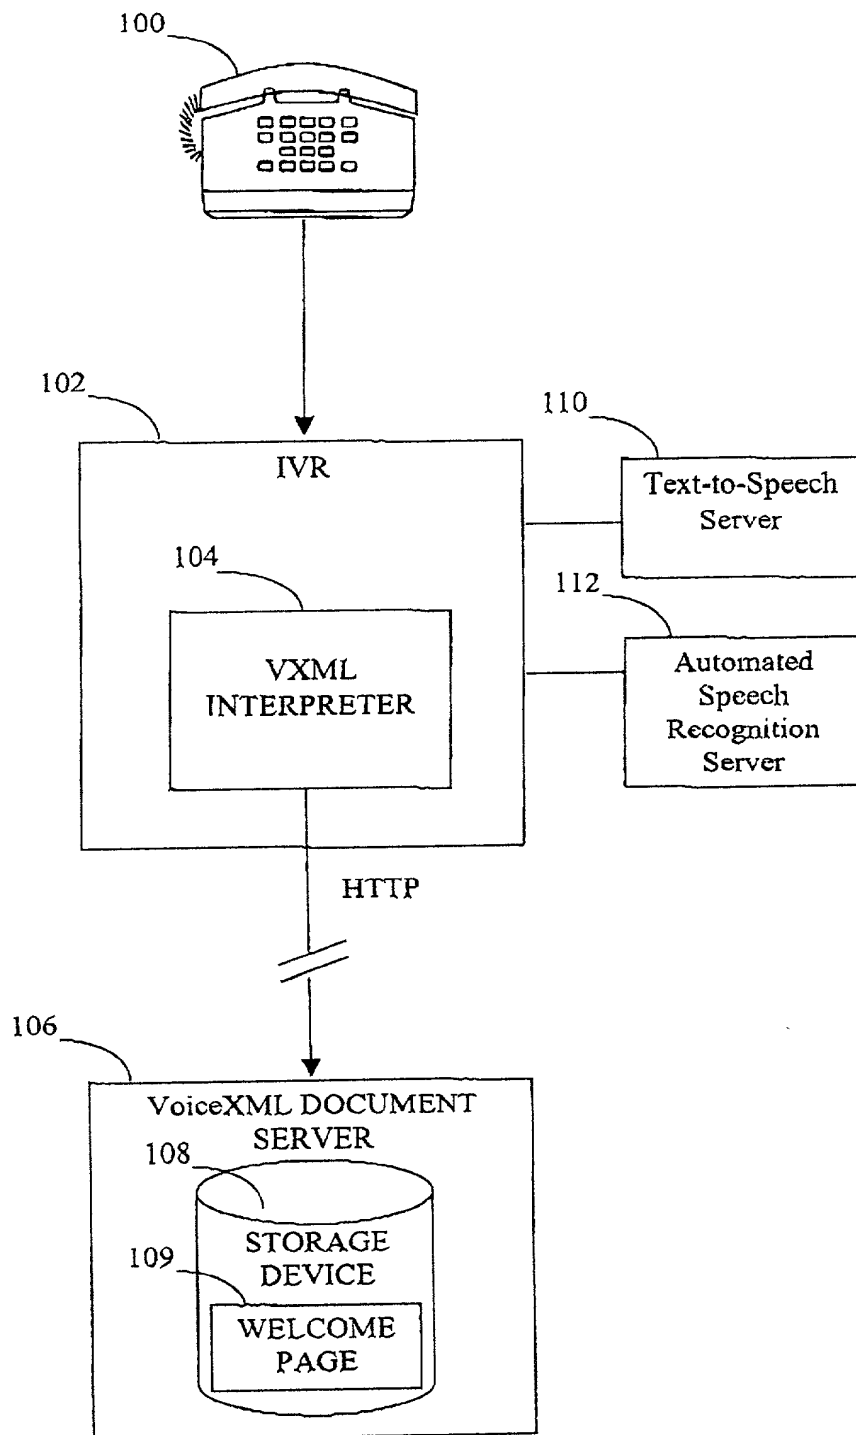 100
102
IVR
110
Text-to-Speech
Server
104
VXML
INTERPRETER
112
Automated
Speech
Recognition
Server
HTTP
106
VoiceXML DOCUMENT
SERVER
108
STORAGE
DEVICE
109
WELCOME
PAGE